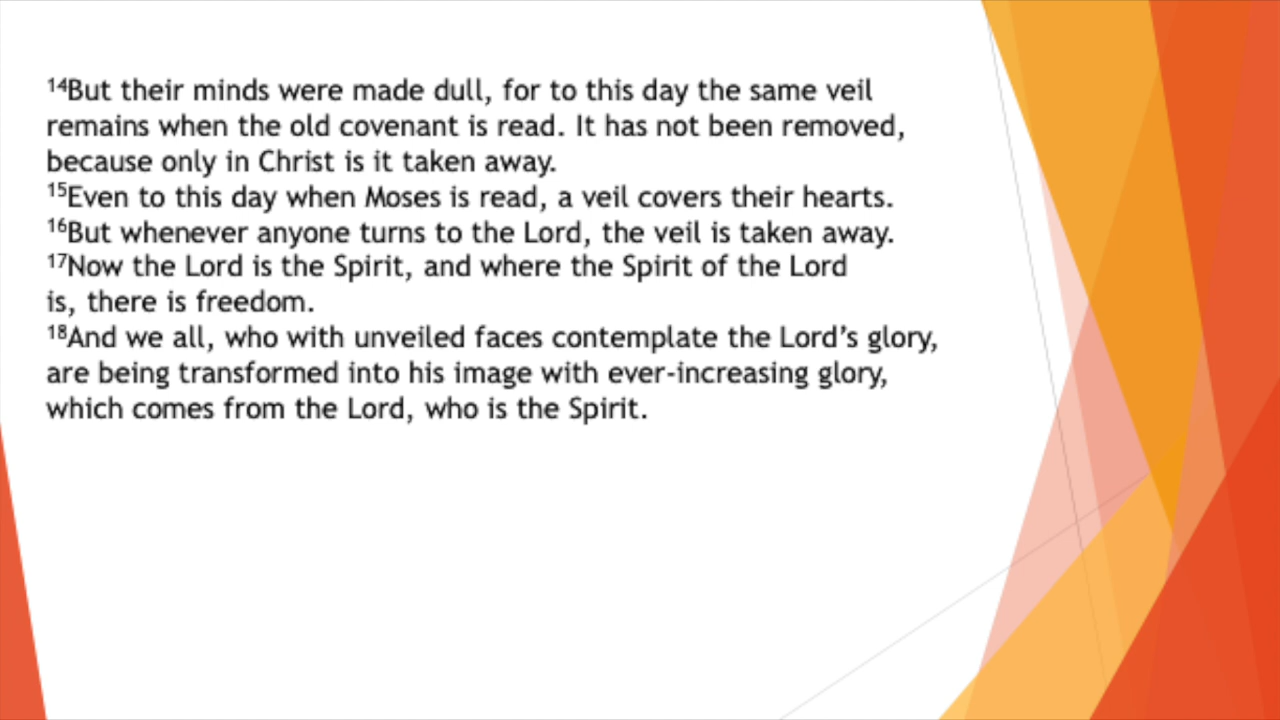 ¹⁴But their minds were made dull, for to this day the same veil
remains when the old covenant is read. It has not been removed,
because only in Christ is it taken away.
¹⁵Even to this day when Moses is read, a veil covers their hearts.
¹⁶But whenever anyone turns to the Lord, the veil is taken away.
¹⁷Now the Lord is the Spirit, and where the Spirit of the Lord
is, there is freedom.
¹⁸And we all, who with unveiled faces contemplate the Lord’s glory,
are being transformed into his image with ever-increasing glory,
which comes from the Lord, who is the Spirit.